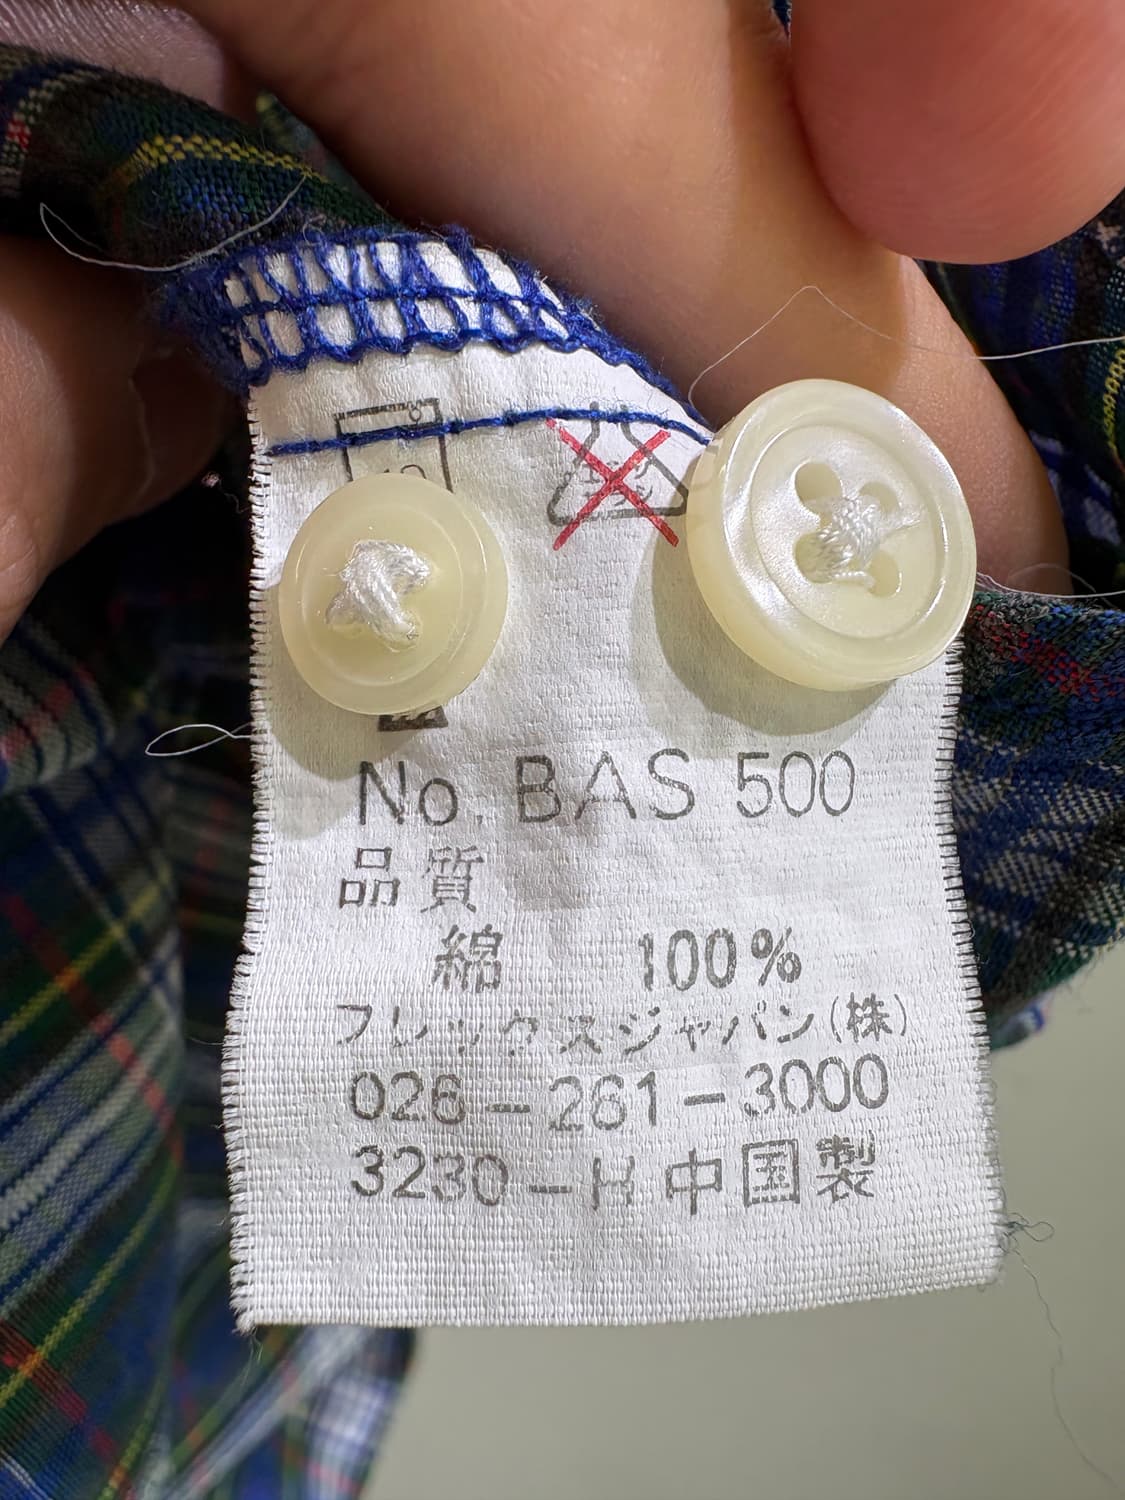 No. BAS 500
品質
綿 100%
フレックスジャパン(株)
026-261-3000
3230-H 中国製